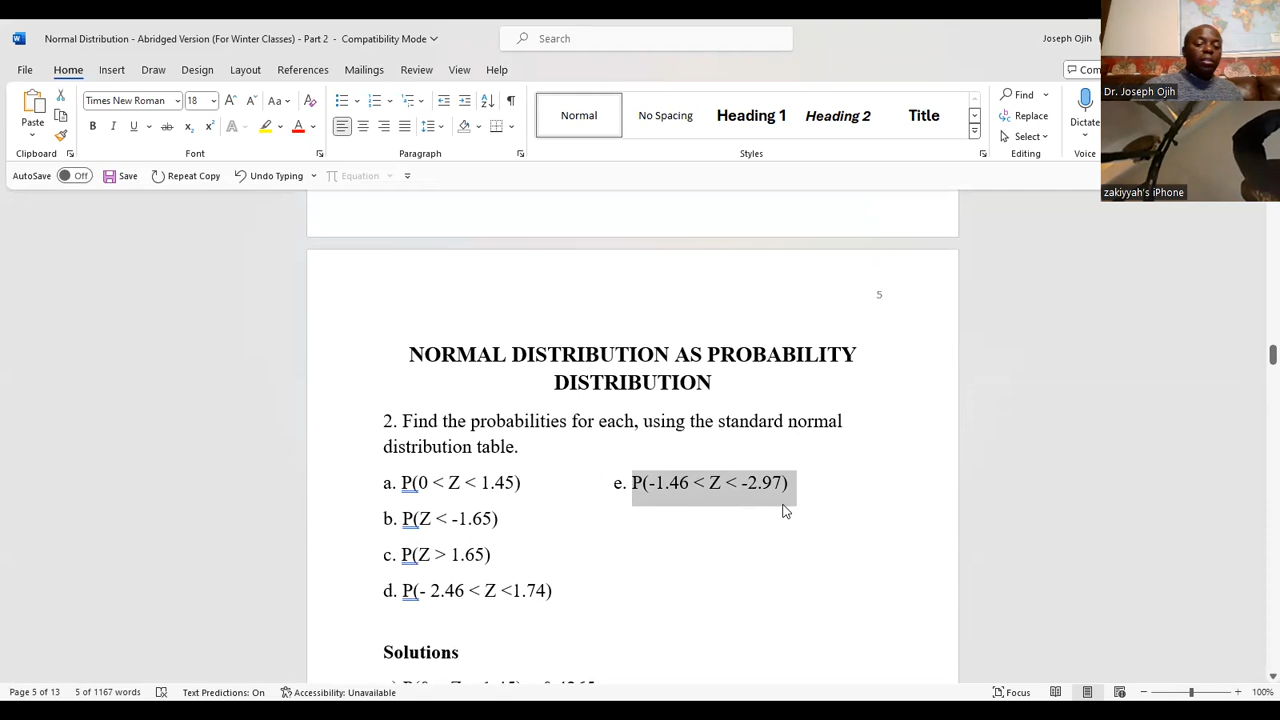 Normal Distribution - Abridged Version (For Winter Classes) - Part 2 - Compatibility Mode
Search
Joseph Ojih
File Home Insert Draw Design Layout References Mailings Review View Help
Com
Times New Roman 18
Paste
Normal No Spacing Heading 1 Heading 2 Title
Find
Replace
Select
Dictate
Clipboard Font Paragraph Styles Editing Voice
AutoSave Off Save Repeat Copy Undo Typing Equation
Dr. Joseph Ojih
zakiyyah's iPhone
5
NORMAL DISTRIBUTION AS PROBABILITY
DISTRIBUTION
2. Find the probabilities for each, using the standard normal
distribution table.
a. P(0 < Z < 1.45) e. P(-1.46 < Z < -2.97)
b. P(Z < -1.65)
c. P(Z > 1.65)
d. P(- 2.46 < Z <1.74)
Solutions
Page 5 of 13 5 of 1167 words Text Predictions: On Accessibility: Unavailable Focus 100%